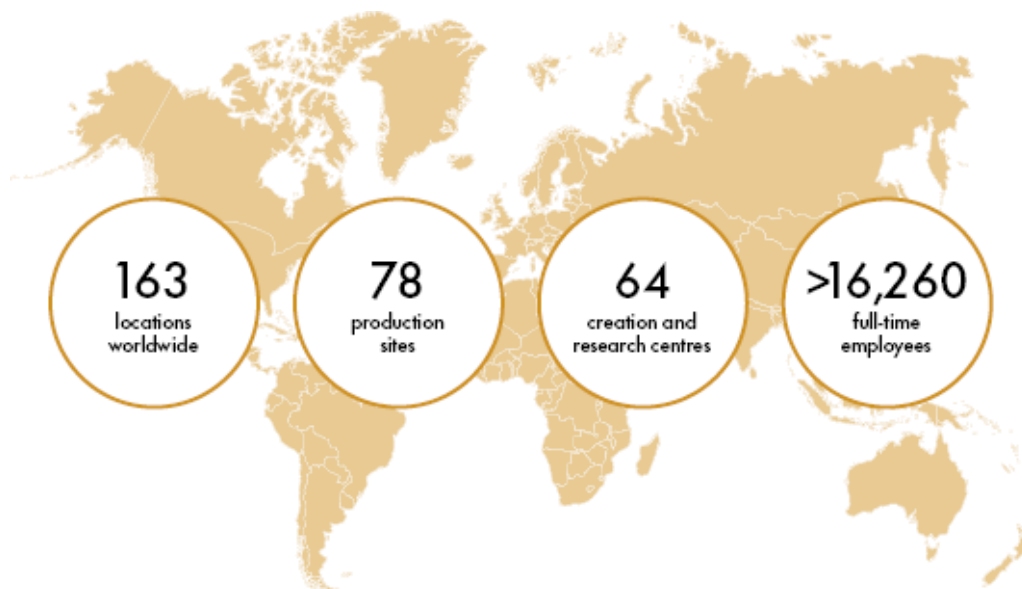 163
locations
worldwide
78
production
sites
64
creation and
research centres
>16,260
full-time
employees